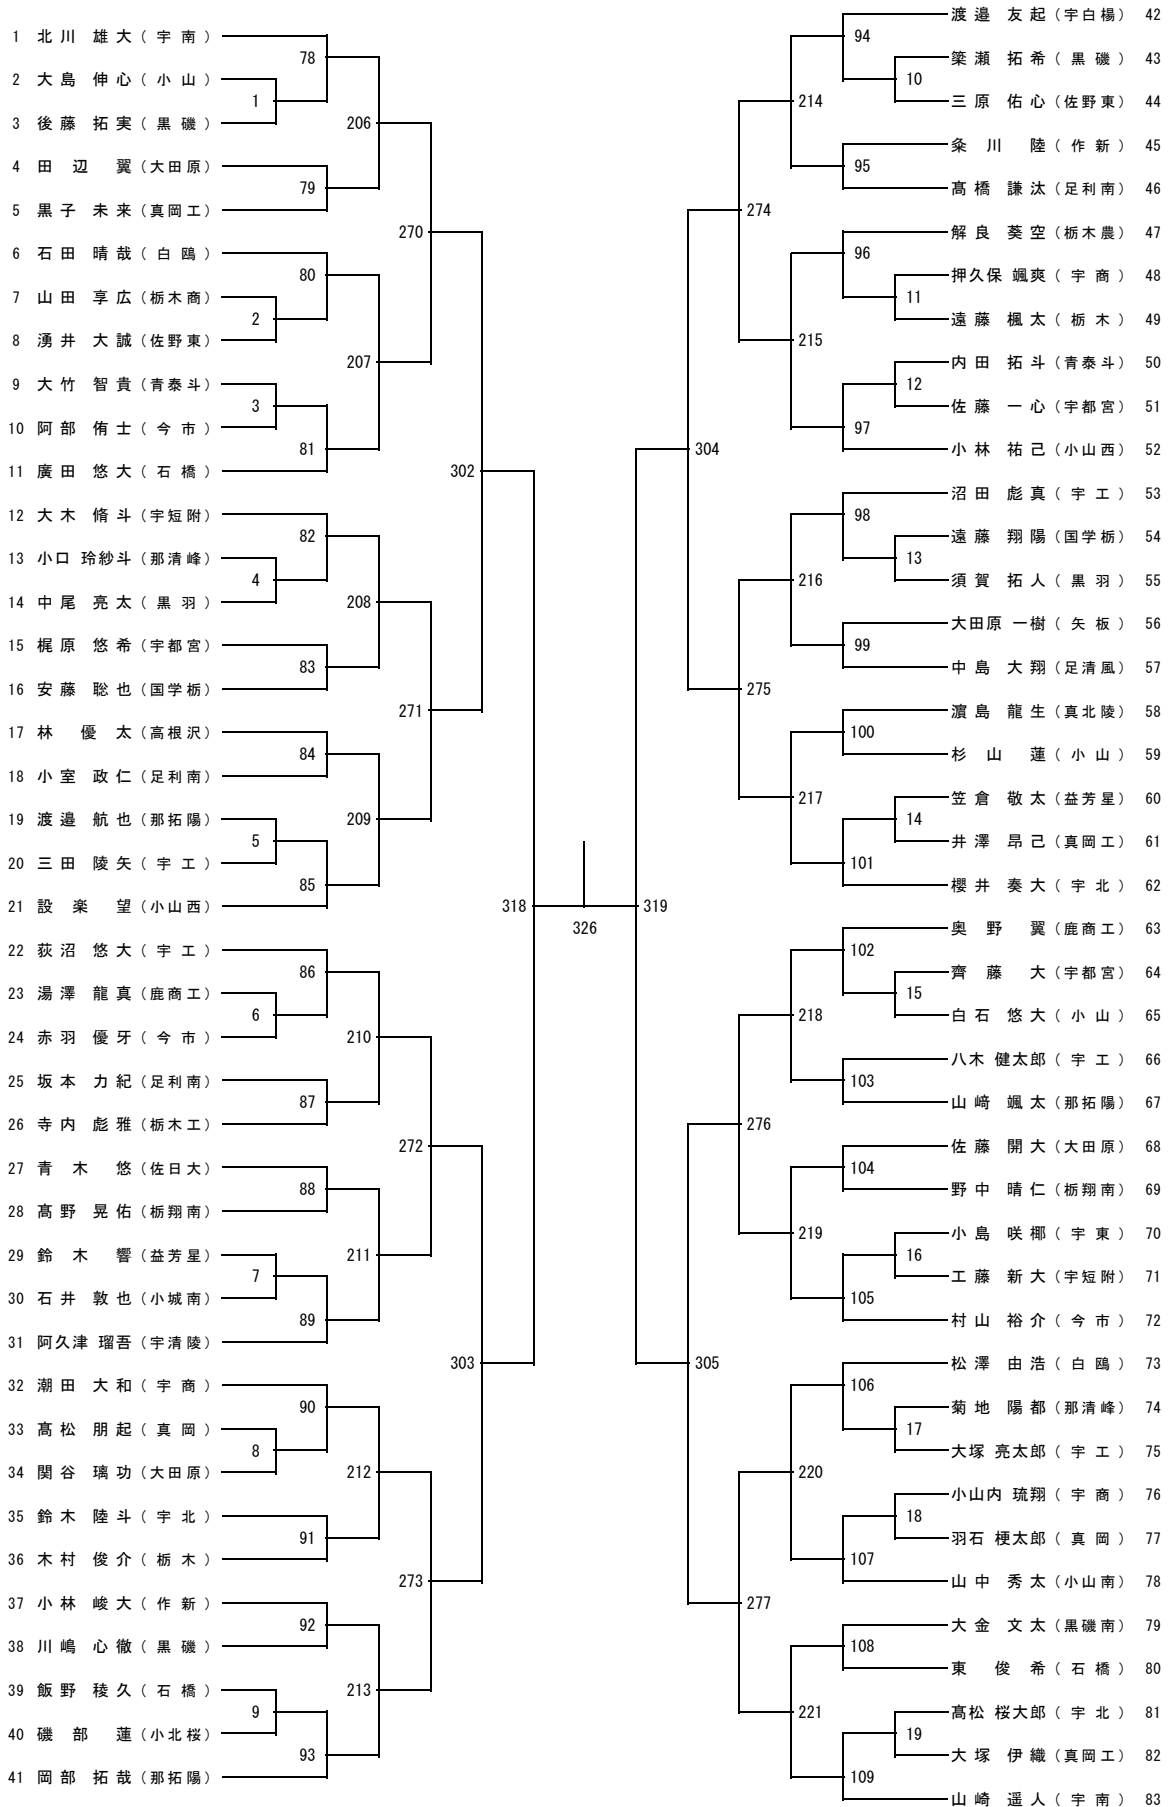 1 北川 雄大 (宇南)
2 大島 伸心 (小山)
3 後藤 拓実 (黒磯)
4 田辺 翼 (大田原)
5 黒子 未来 (真岡工)
6 石田 晴哉 (白鴎)
7 山田 享広 (栃木商)
8 湧井 大誠 (佐野東)
9 大竹 智貴 (青泰斗)
10 阿部 侑士 (今市)
11 廣田 悠大 (石橋)
12 大木 脩斗 (宇短附)
13 小口 玲紗斗 (那清峰)
14 中尾 亮太 (黒羽)
15 梶原 悠希 (宇都宮)
16 安藤 聡也 (国学栃)
17 林 優太 (高根沢)
18 小室 政仁 (足利南)
19 渡邉 航也 (那拓陽)
20 三田 陵矢 (宇工)
21 設楽 望 (小山西)
22 荻沼 悠大 (宇工)
23 湯澤 龍真 (鹿商工)
24 赤羽 優牙 (今市)
25 坂本 力紀 (足利南)
26 寺内 彪雅 (栃木工)
27 青木 悠 (佐日大)
28 髙野 晃佑 (栃翔南)
29 鈴木 響 (益芳星)
30 石井 敦也 (小城南)
31 阿久津 瑠吾 (宇清陵)
32 潮田 大和 (宇商)
33 髙松 朋起 (真岡)
34 関谷 璃功 (大田原)
35 鈴木 陸斗 (宇北)
36 木村 俊介 (栃木)
37 小林 峻大 (作新)
38 川嶋 心徹 (黒磯)
39 飯野 稜久 (石橋)
40 磯部 蓮 (小北桜)
41 岡部 拓哉 (那拓陽)
1
2
3
4
5
6
7
8
9
78
79
80
81
82
83
84
85
86
87
88
89
90
91
92
93
206
207
208
209
210
211
212
213
270
271
272
273
302
303
318
326
319
304
305
274
275
276
277
214
215
216
217
218
219
220
221
94
95
96
97
98
99
100
101
102
103
104
105
106
107
108
109
10
11
12
13
14
15
16
17
18
19
渡邉 友起 (宇白楊) 42
簗瀬 拓希 (黒磯) 43
三原 佑心 (佐野東) 44
粂川 陸 (作新) 45
髙橋 謙汰 (足利南) 46
解良 葵空 (栃木農) 47
押久保 颯爽 (宇商) 48
遠藤 楓太 (栃木) 49
内田 拓斗 (青泰斗) 50
佐藤 一心 (宇都宮) 51
小林 祐己 (小山西) 52
沼田 彪真 (宇工) 53
遠藤 翔陽 (国学栃) 54
須賀 拓人 (黒羽) 55
大田原 一樹 (矢板) 56
中島 大翔 (足清風) 57
濵島 龍生 (真北陵) 58
杉山 蓮 (小山) 59
笠倉 敬太 (益芳星) 60
井澤 昂己 (真岡工) 61
櫻井 奏大 (宇北) 62
奥野 翼 (鹿商工) 63
齊藤 大 (宇都宮) 64
白石 悠大 (小山) 65
八木 健太郎 (宇工) 66
山﨑 颯太 (那拓陽) 67
佐藤 開大 (大田原) 68
野中 晴仁 (栃翔南) 69
小島 咲椰 (宇東) 70
工藤 新大 (宇短附) 71
村山 裕介 (今市) 72
松澤 由浩 (白鴎) 73
菊地 陽都 (那清峰) 74
大塚 亮太郎 (宇工) 75
小山内 琉翔 (宇商) 76
羽石 梗太郎 (真岡) 77
山中 秀太 (小山南) 78
大金 文太 (黒磯南) 79
東 俊希 (石橋) 80
髙松 桜大郎 (宇北) 81
大塚 伊織 (真岡工) 82
山崎 遥人 (宇南) 83